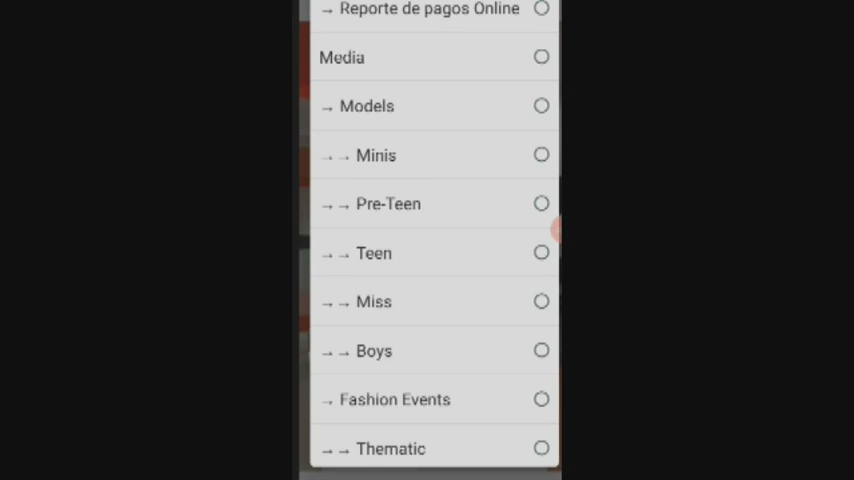 → Reporte de pagos Online
Media
→ Models
→ → Minis
→ → Pre-Teen
→ → Teen
→ → Miss
→ → Boys
→ Fashion Events
→ → Thematic